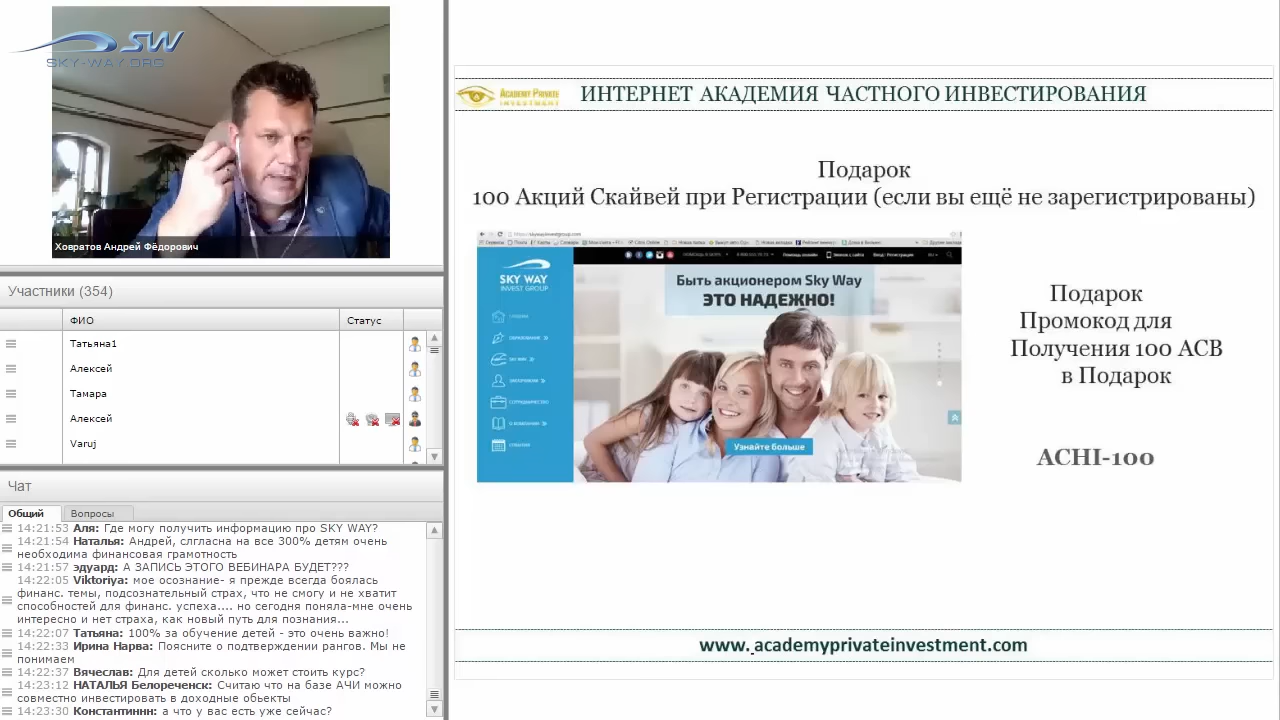 SW
SKY-WAY.ORG
Ховратов Андрей Фёдорович
Участники (354)
ФИО
Статус
Татьяна1
Алексей
Тамара
Алексей
Varuj
Чат
Общий
Вопросы
14:21:53 Аля: Где могу получить информацию про SKY WAY?
14:21:54 Наталья: Андрей, слгласна на все 300% детям очень
необходима финансовая грамотность
14:21:57 эдуард: А ЗАПИСЬ ЭТОГО ВЕБИНАРА БУДЕТ???
14:22:05 Viktoriya: мое осознание- я прежде всегда боялась
финанс. темы, подсознательный страх, что не смогу и не хватит
способностей для финанс. успеха.... но сегодня поняла-мне очень
интересно и нет страха, как новый путь для познания...
14:22:07 Татьяна: 100% за обучение детей - это очень важно!
14:22:33 Ирина Нарва: Поясните о подтверждении рангов. Мы не
понимаем
14:22:37 Вячеслав: Для детей сколько может стоить курс?
14:23:12 НАТАЛЬЯ Белореченск: Считаю что на базе АЧИ можно
совместно инвестировать в доходные обьекты
14:23:30 Константиннн: а что у вас есть уже сейчас?
ACADEMY PRIVATE
INVESTMENT
ИНТЕРНЕТ АКАДЕМИЯ ЧАСТНОГО ИНВЕСТИРОВАНИЯ
Подарок
100 Акций Скайвей при Регистрации (если вы ещё не зарегистрированы)
SKY WAY
INVEST GROUP
Быть акционером Sky Way
ЭТО НАДЕЖНО!
Узнайте больше
Подарок
Промокод для
Получения 100 АСВ
в Подарок
ACHI-100
www._academyprivateinvestment.com